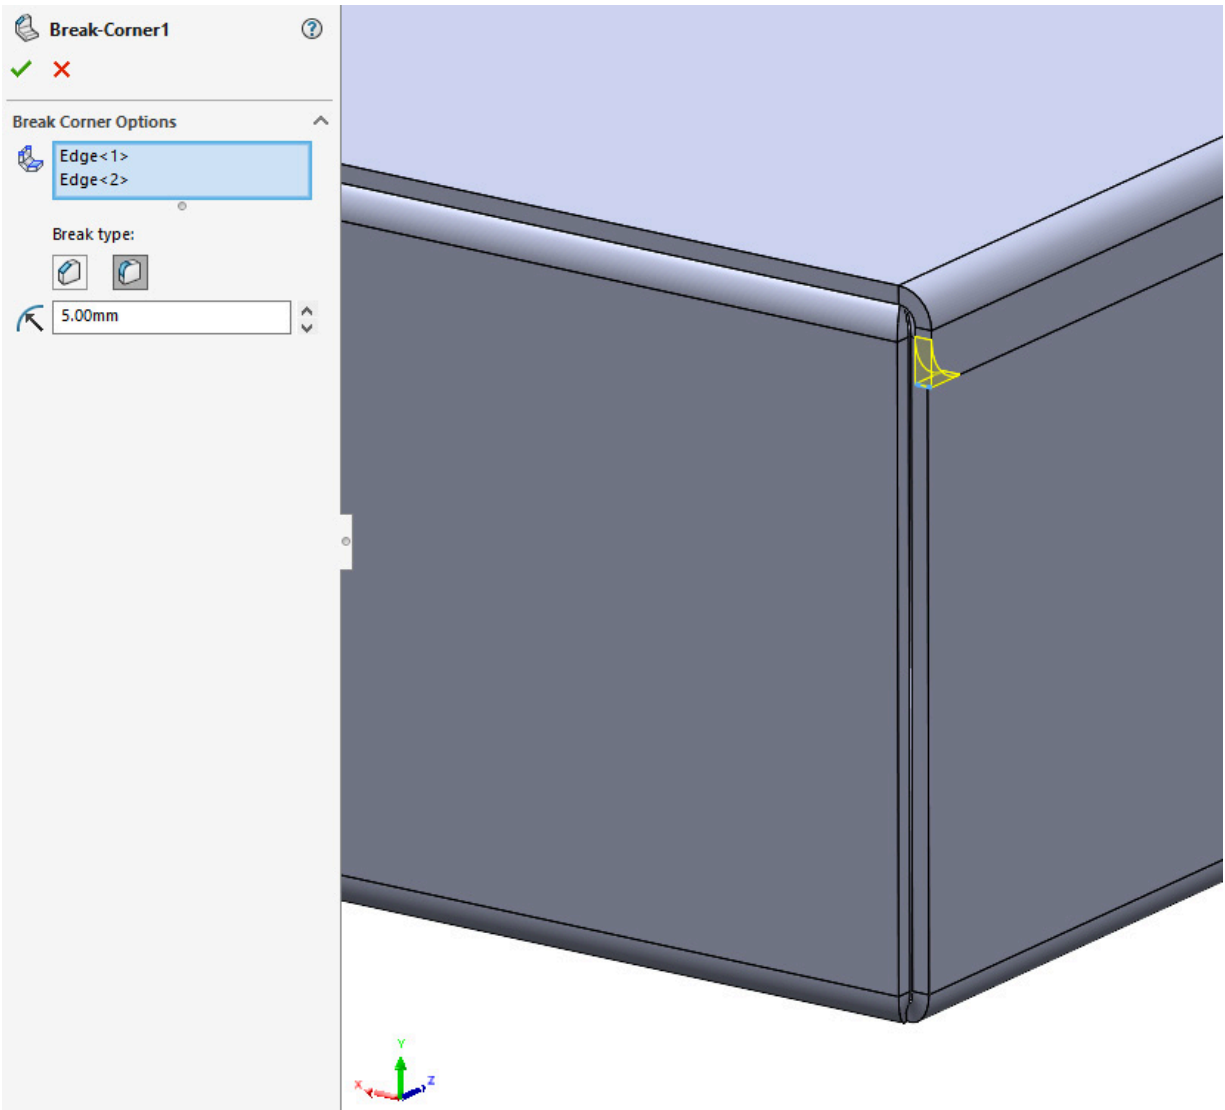 Break-Corner1
?
Break Corner Options
Edge<1>
Edge<2>
Break type:
5.00mm
Y
X
Z